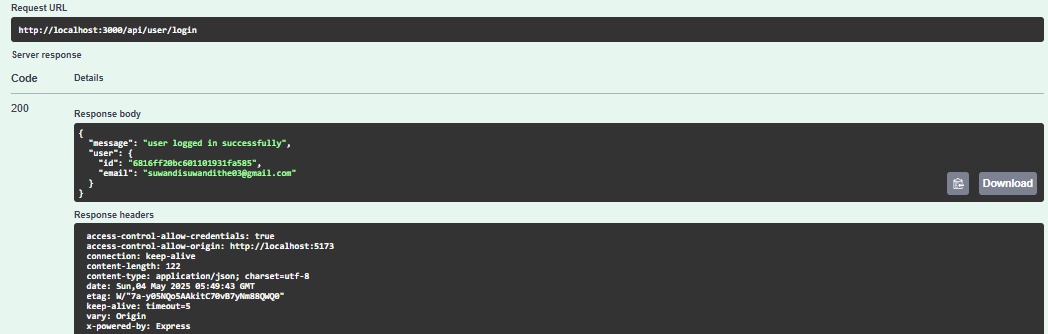 Request URL
http://localhost:3000/api/user/login
Server response
Code Details
200
Response body
{
"message": "user logged in successfully",
"user": {
"id": "6816ff20bc601101931fa585",
"email": "suwandisuwandithe03@gmail.com"
}
}
Download
Response headers
access-control-allow-credentials: true
access-control-allow-origin: http://localhost:5173
connection: keep-alive
content-length: 122
content-type: application/json; charset=utf-8
date: Sun,04 May 2025 05:49:43 GMT
etag: W/"7a-y05NQo5AAkitC70vB7yNm88QWQ0"
keep-alive: timeout=5
vary: Origin
x-powered-by: Express